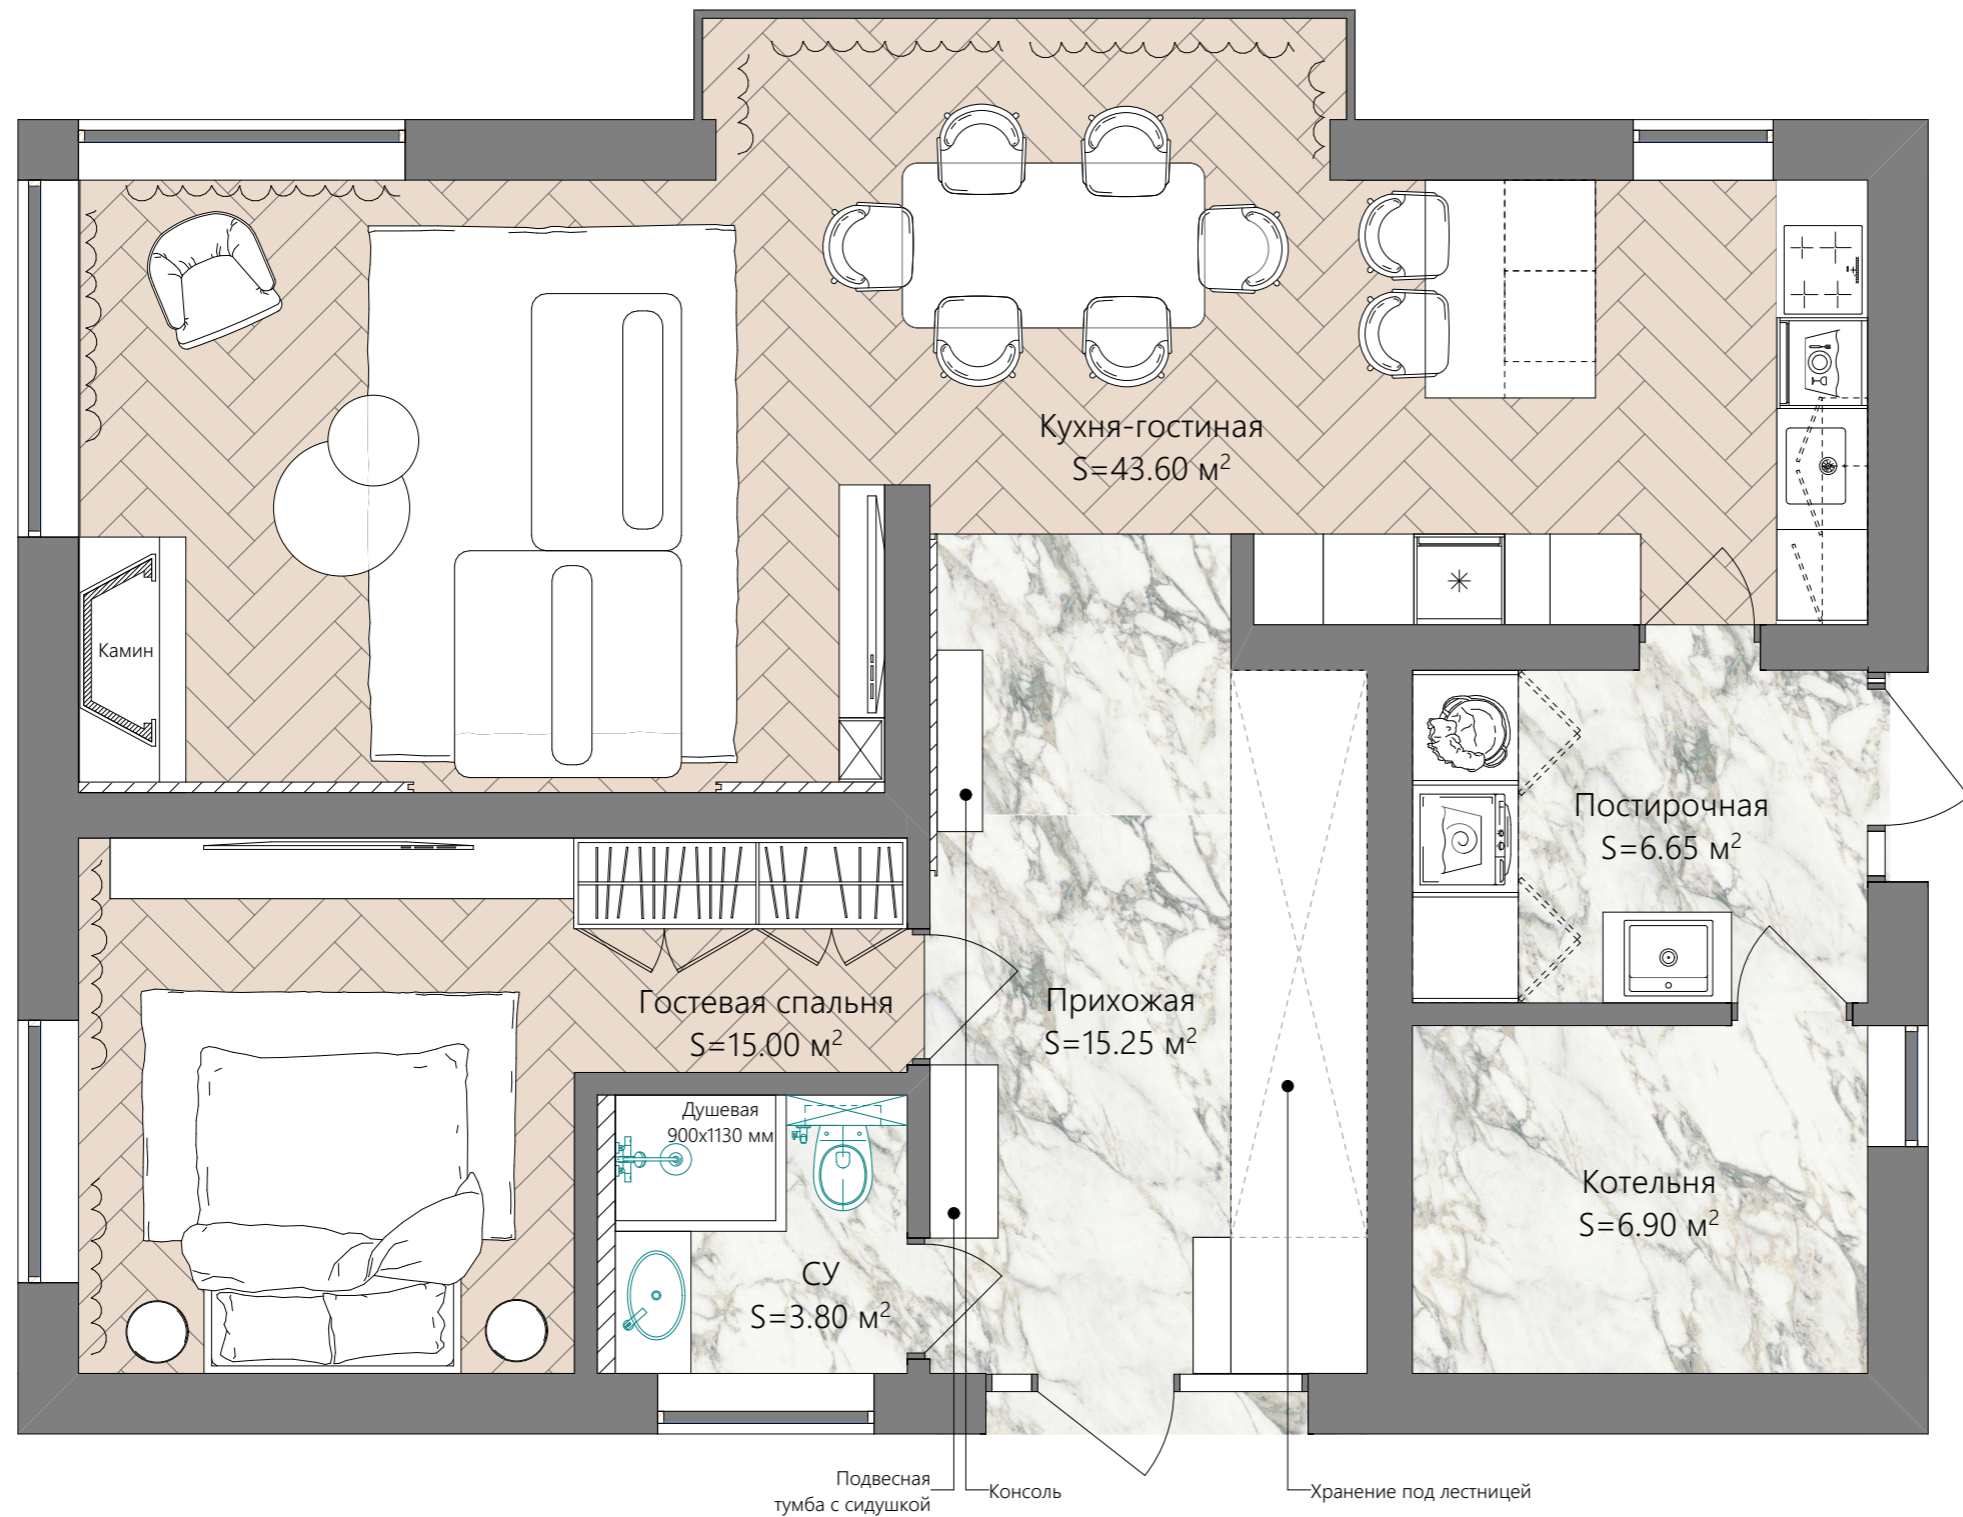 Кухня-гостиная
S=43.60 м²
Камин
Постирочная
S=6.65 м²
Гостевая спальня
S=15.00 м²
Прихожая
S=15.25 м²
Душевая
900х1130 мм
Котельня
S=6.90 м²
СУ
S=3.80 м²
Подвесная
тумба с сидушкой
Консоль
Хранение под лестницей